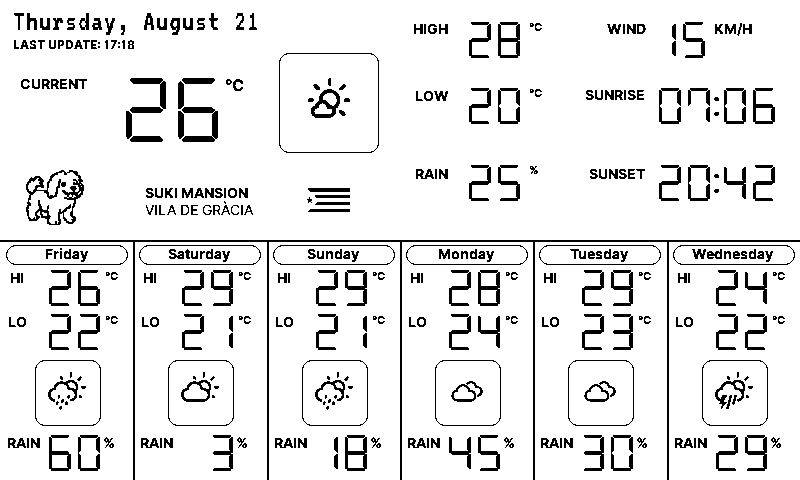 Thursday, August 21
LAST UPDATE: 17:18
CURRENT 26 °C
SUKI MANSION
VILA DE GRÀCIA
HIGH 28 °C
LOW 20 °C
RAIN 25 %
WIND 15 KM/H
SUNRISE 07:06
SUNSET 20:42
Friday
HI 26 °C
LO 22 °C
RAIN 60 %
Saturday
HI 29 °C
LO 21 °C
RAIN 3 %
Sunday
HI 29 °C
LO 21 °C
RAIN 18 %
Monday
HI 28 °C
LO 24 °C
RAIN 45 %
Tuesday
HI 29 °C
LO 23 °C
RAIN 30 %
Wednesday
HI 24 °C
LO 22 °C
RAIN 29 %